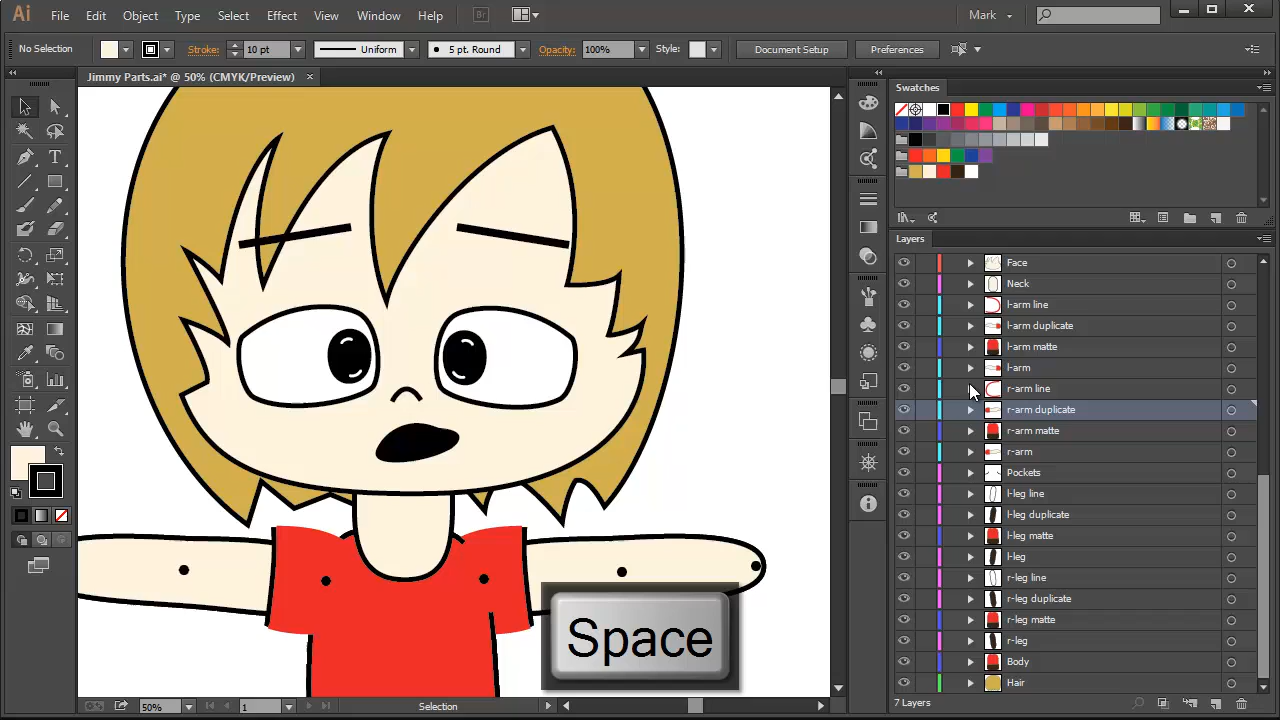 Ai File Edit Object Type Select Effect View Window Help Br Mark
No Selection Stroke: 10 pt Uniform 5 pt. Round Opacity: 100% Style: Document Setup Preferences
Jimmy Parts.ai* @ 50% (CMYK/Preview) ×
Swatches
Layers
Face
Neck
l-arm line
l-arm duplicate
l-arm matte
l-arm
r-arm line
r-arm duplicate
r-arm matte
r-arm
Pockets
l-leg line
l-leg duplicate
l-leg matte
l-leg
r-leg line
r-leg duplicate
r-leg matte
r-leg
Body
Hair
Space
50% 1 Selection
7 Layers